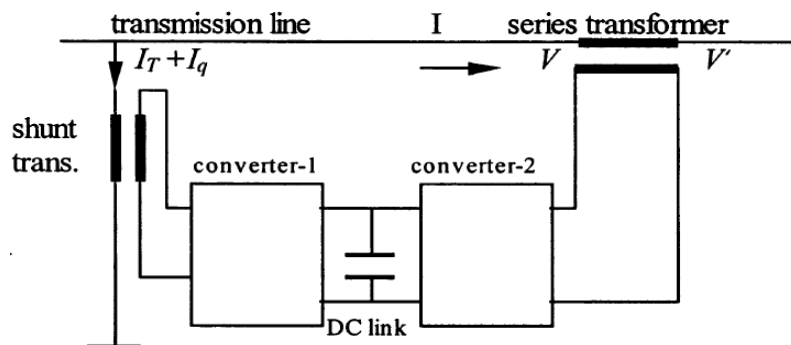 transmission line I series transformer
I_T + I_q V V'
shunt
trans.
converter-1 converter-2
DC link